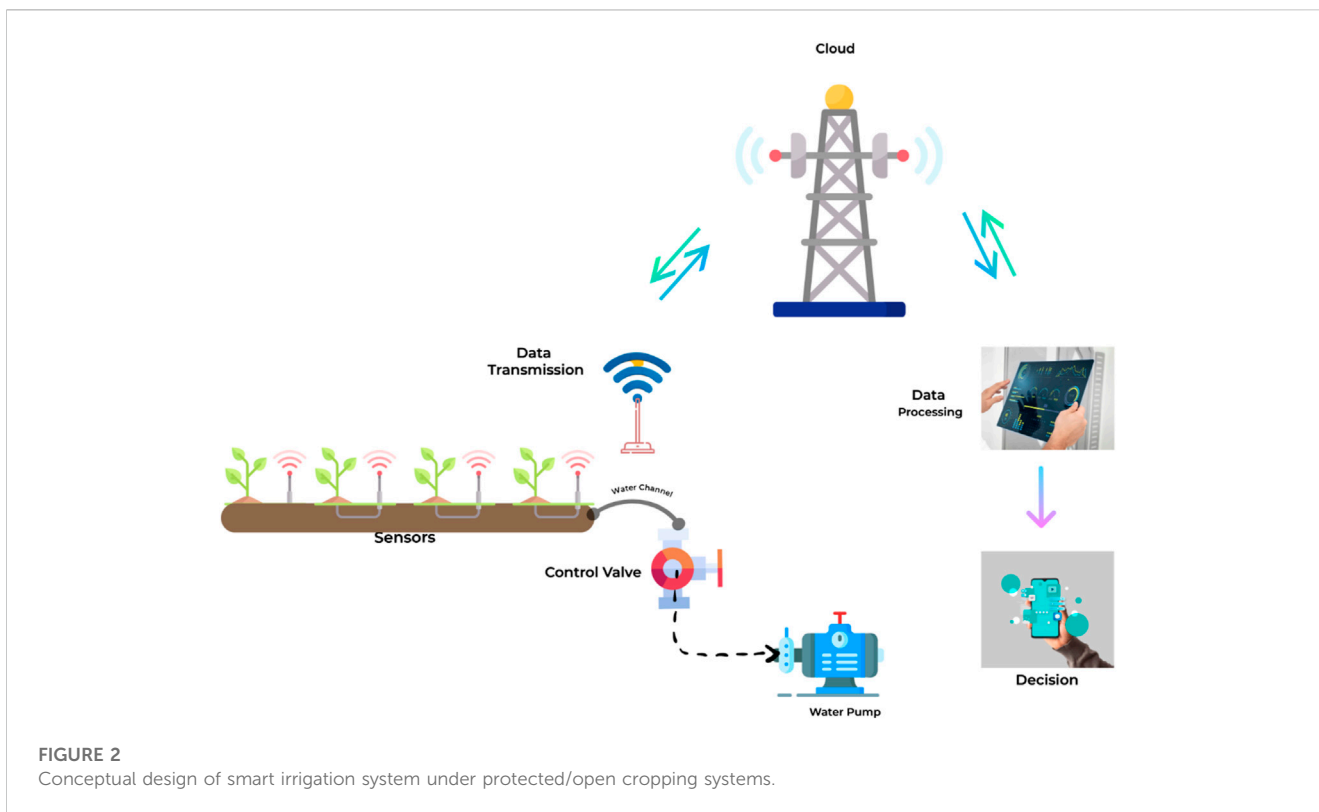 Cloud
Data
Transmission
Data
Processing
Water Channel
Sensors
Control Valve
Decision
Water Pump
FIGURE 2
Conceptual design of smart irrigation system under protected/open cropping systems.